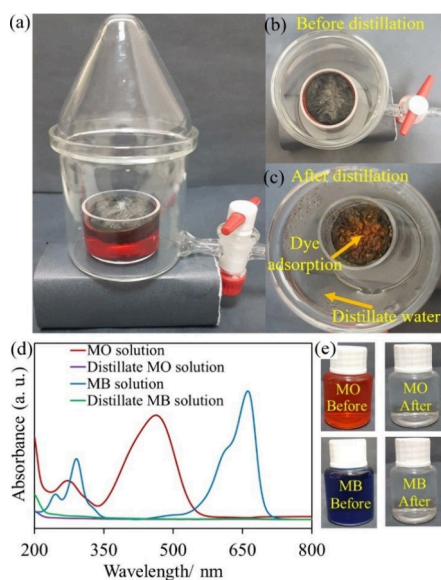 (a)
(b)
Before distillation
(c)
After distillation
Dye
adsorption
Distillate water
(d)
MO solution
Distillate MO solution
MB solution
Distillate MB solution
Absorbance (a. u.)
200 350 500 650 800
Wavelength/ nm
(e)
MO
Before
MO
After
MB
Before
MB
After